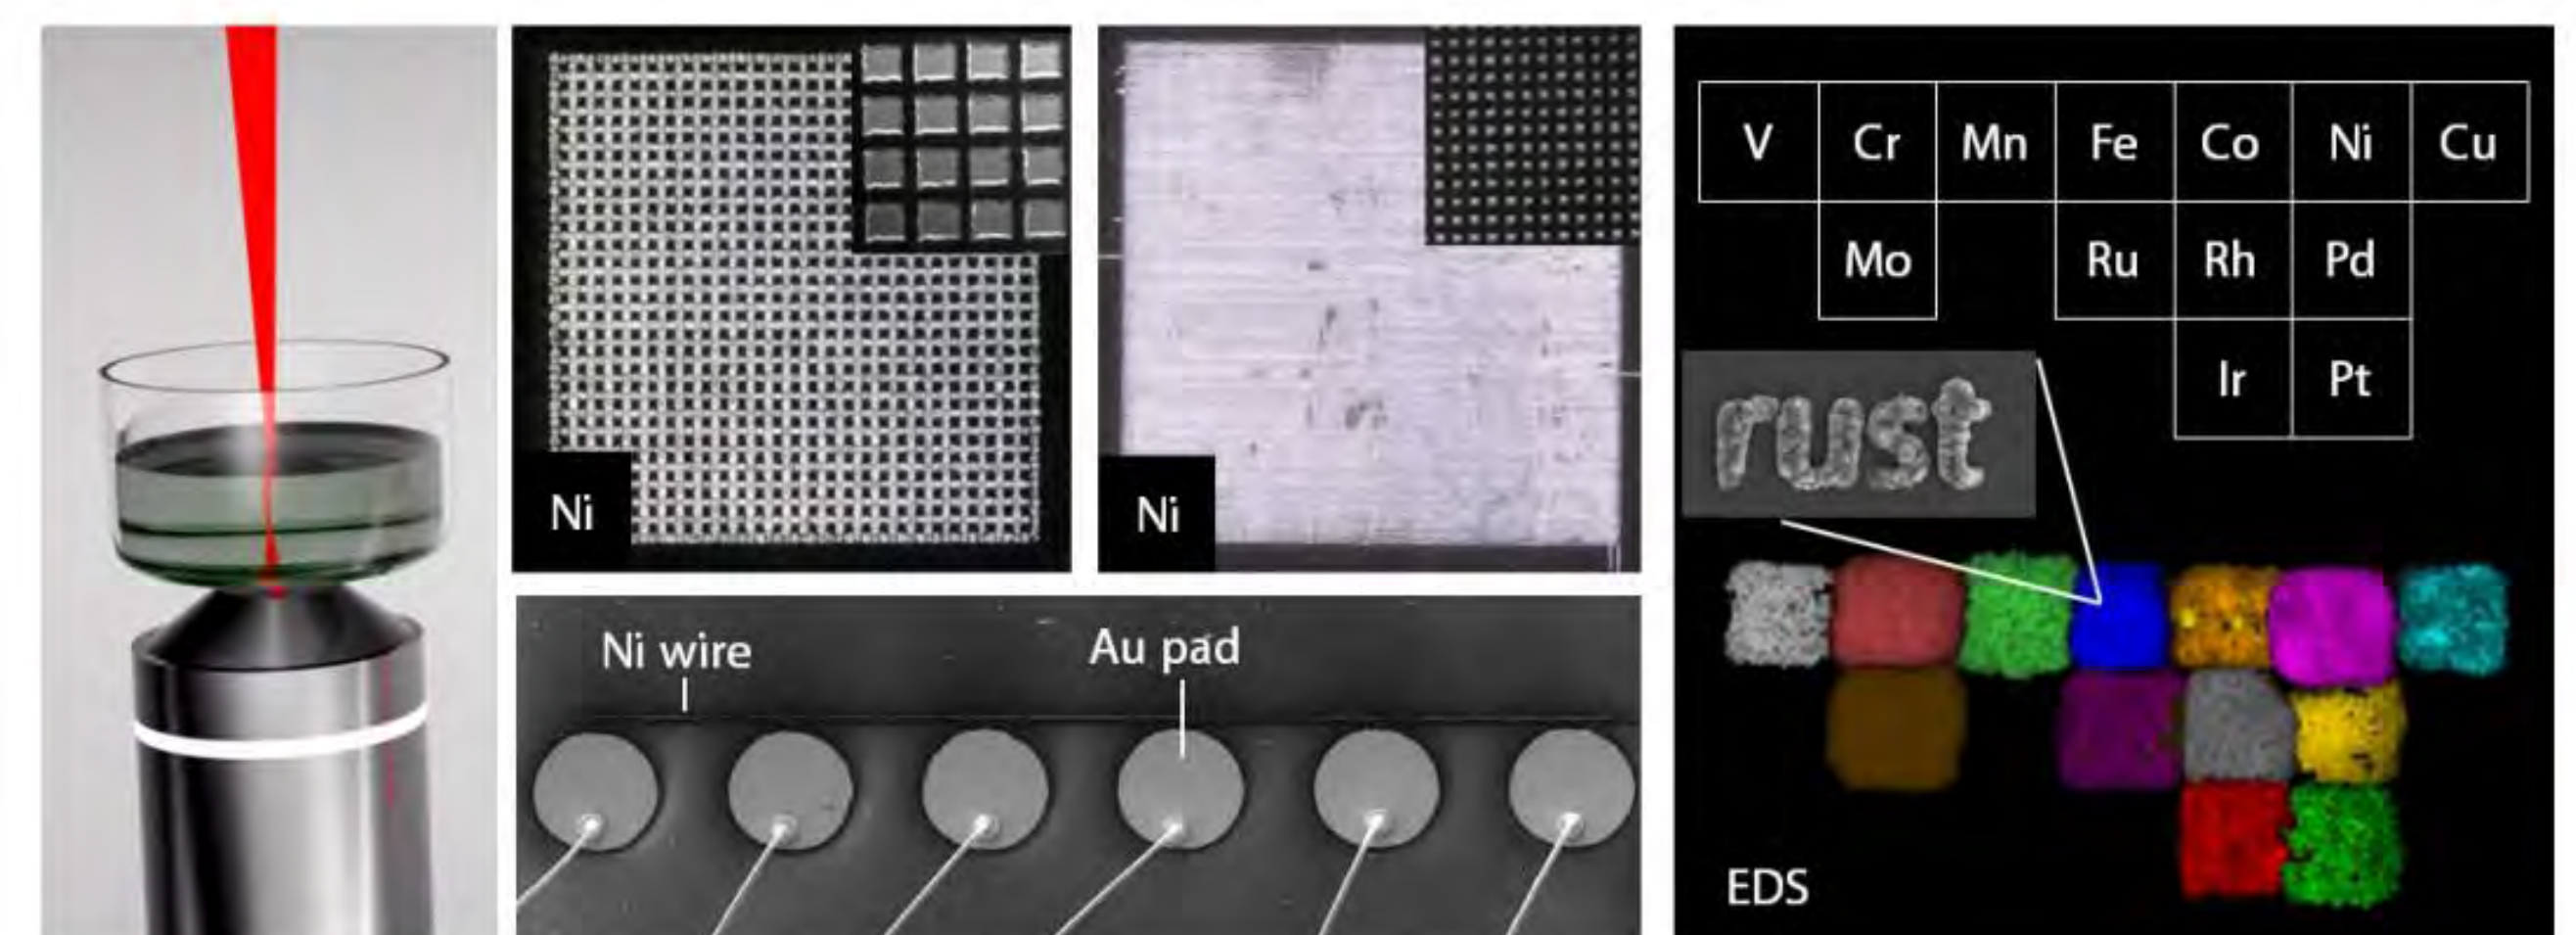 Ni
Ni
Ni wire
Au pad
V Cr Mn Fe Co Ni Cu
Mo Ru Rh Pd
Ir Pt
rust
EDS